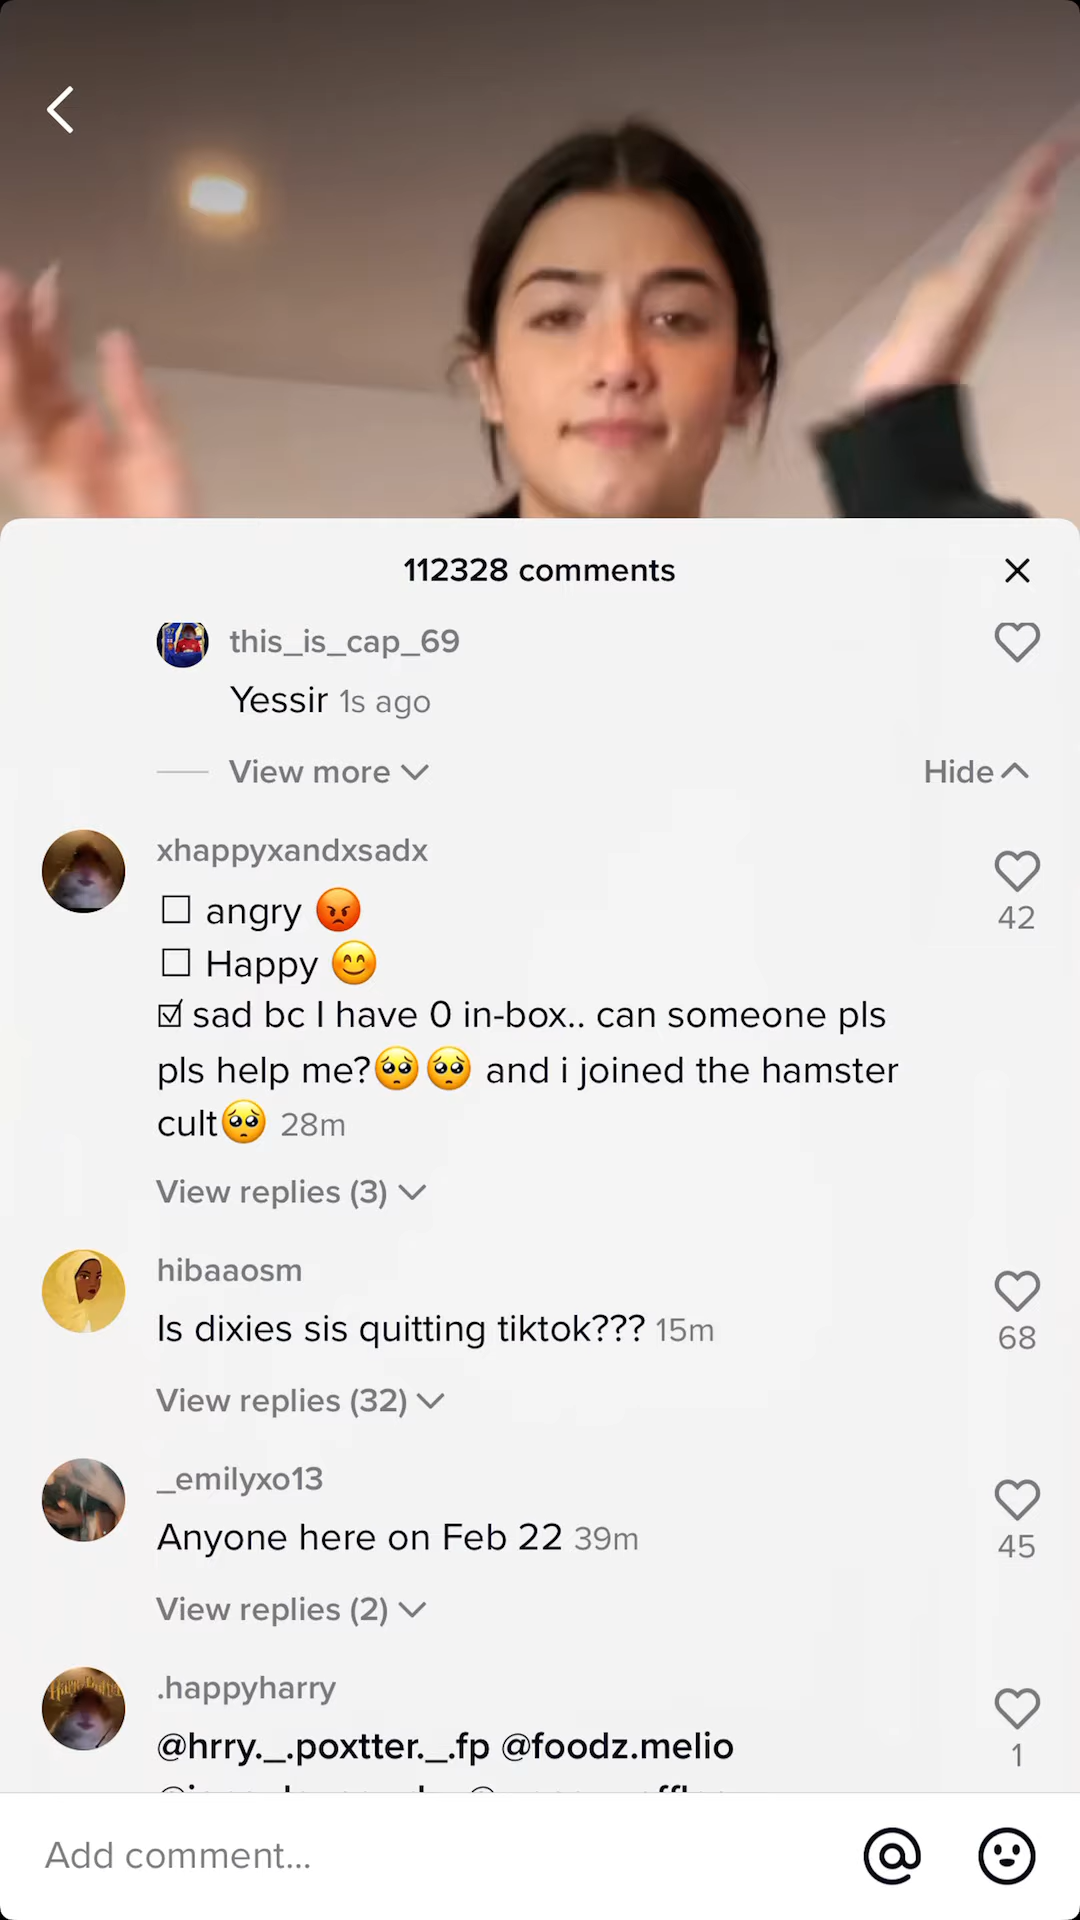 112328 comments
this_is_cap_69
Yessir 1s ago
View more
Hide
xhappyxandxsadx
☐ angry 😡
42
☐ Happy 😊
☑ sad bc I have 0 in-box.. can someone pls
pls help me?🥺🥺 and i joined the hamster
cult🥺 28m
View replies (3)
hibaaosm
Is dixies sis quitting tiktok??? 15m
68
View replies (32)
_emilyxo13
Anyone here on Feb 22 39m
45
View replies (2)
.happyharry
@hrry._.poxtter._.fp @foodz.melio
1
Add comment...